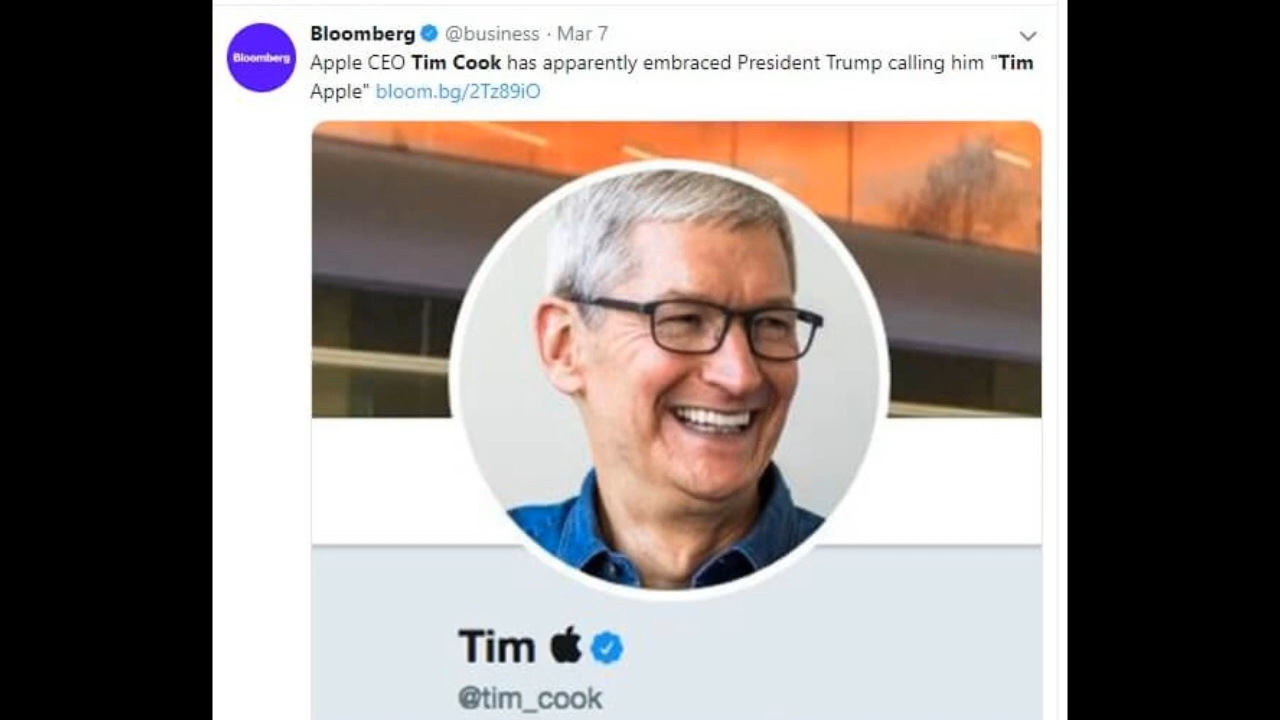 Bloomberg @business · Mar 7
Bloomberg
Apple CEO Tim Cook has apparently embraced President Trump calling him "Tim
Apple" bloom.bg/2Tz89iO
Tim
@tim_cook